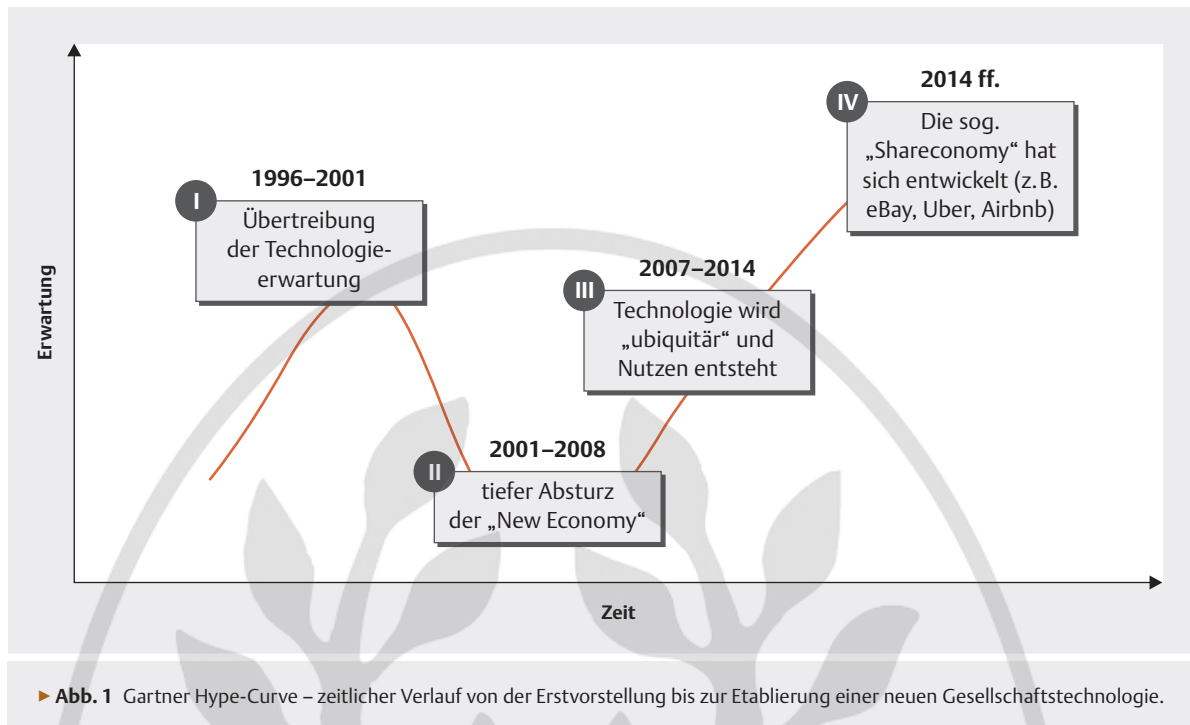 2014 ff.
IV
Die sog.
„Shareconomy“ hat
sich entwickelt (z. B.
eBay, Uber, Airbnb)
1996–2001
I
Übertreibung
der Technologie-
erwartung
2007–2014
III
Technologie wird
„ubiquitär“ und
Nutzen entsteht
2001–2008
II
tiefer Absturz
der „New Economy“
Erwartung
Zeit
► Abb. 1 Gartner Hype-Curve – zeitlicher Verlauf von der Erstvorstellung bis zur Etablierung einer neuen Gesellschaftstechnologie.